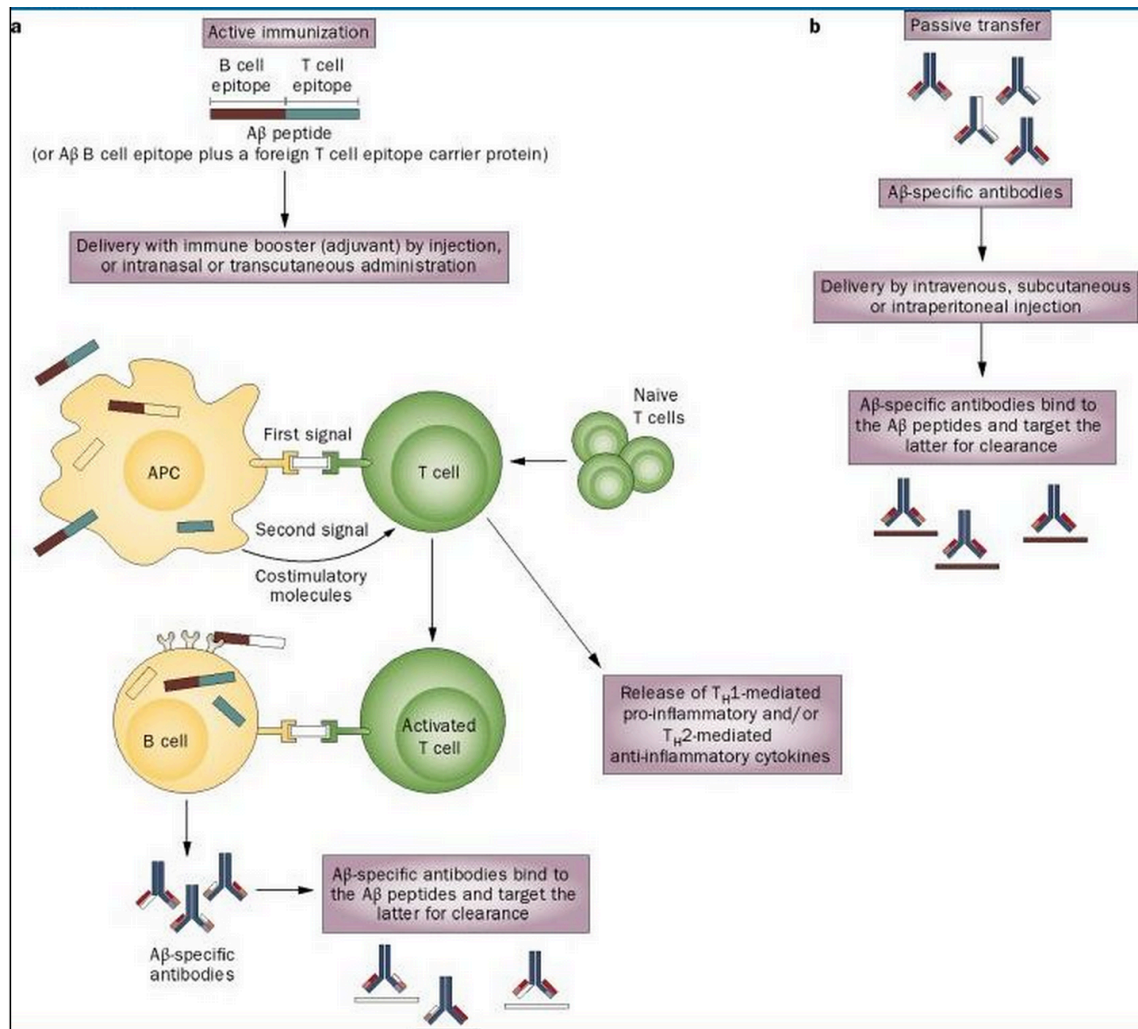 a
Active immunization
B cell
epitope
T cell
epitope
Aβ peptide
(or Aβ B cell epitope plus a foreign T cell epitope carrier protein)
Delivery with immune booster (adjuvant) by injection,
or intranasal or transcutaneous administration
APC
First signal
T cell
Naïve
T cells
Second signal
Costimulatory
molecules
B cell
Activated
T cell
Release of TH1-mediated
pro-inflammatory and/or
TH2-mediated
anti-inflammatory cytokines
Aβ-specific
antibodies
Aβ-specific antibodies bind to
the Aβ peptides and target the
latter for clearance
b
Passive transfer
Aβ-specific antibodies
Delivery by intravenous, subcutaneous
or intraperitoneal injection
Aβ-specific antibodies bind to
the Aβ peptides and target the
latter for clearance